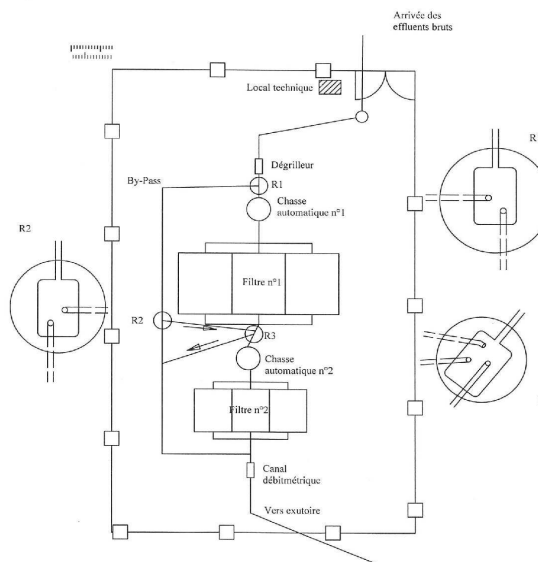 Arrivée des
effluents bruts
Local technique
Dégrilleur
By-Pass
R1
R
Chasse
automatique n°1
R2
Filtre n°1
R2
R3
Chasse
automatique n°2
Filtre n°2
Canal
débitmétrique
Vers exutoire